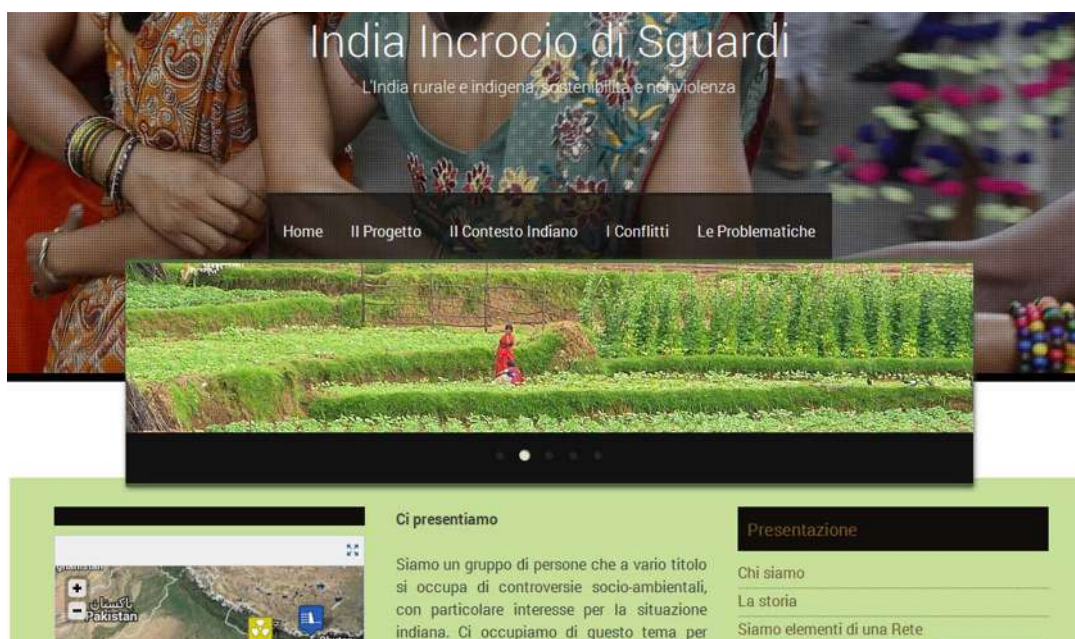 India Incrocio di Sguardi
L'India rurale e indigena, sostenibilità e nonviolenza
Home Il Progetto Il Contesto Indiano I Conflitti Le Problematiche
پاکستان
Pakistan
Ci presentiamo
Siamo un gruppo di persone che a vario titolo
si occupa di controversie socio-ambientali,
con particolare interesse per la situazione
indiana. Ci occupiamo di questo tema per
Presentazione
Chi siamo
La storia
Siamo elementi di una Rete